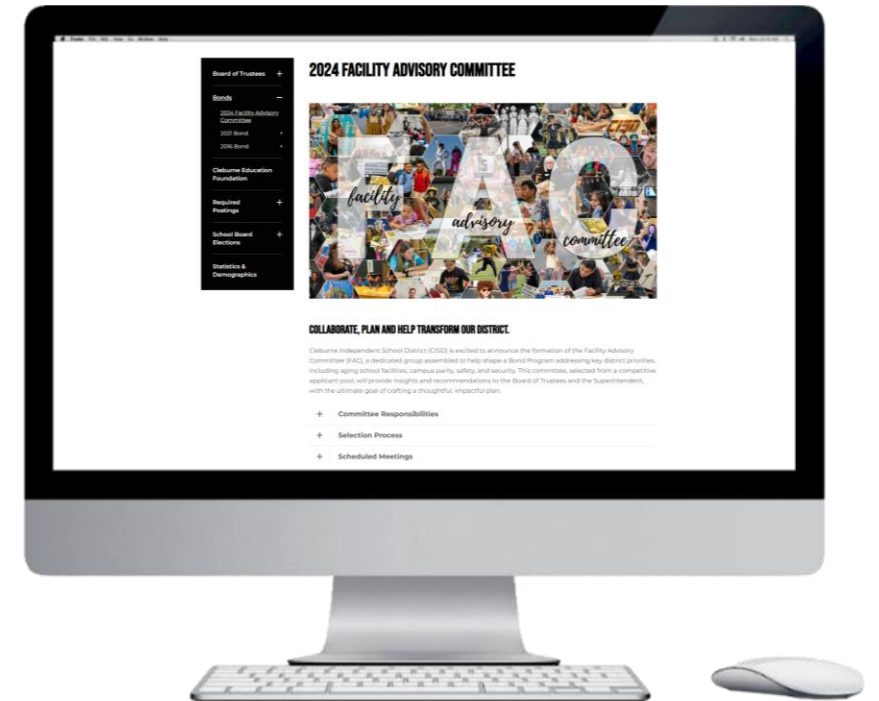 Board of Trustees +
Bonds –
2024 Facility Advisory
Committee
2021 Bond
2016 Bond
Cleburne Education
Foundation
Required +
Postings
School Board +
Elections
Statistics &
Demographics
2024 FACILITY ADVISORY COMMITTEE
FAC
facility
advisory
committee
COLLABORATE, PLAN AND HELP TRANSFORM OUR DISTRICT.
Cleburne Independent School District (CISD) is excited to announce the formation of the Facility Advisory
Committee (FAC), a dedicated group assembled to help shape a Bond Program addressing key district priorities,
including aging school facilities, campus parity, safety, and security. This committee, selected from a competitive
applicant pool, will provide insights and recommendations to the Board of Trustees and the Superintendent,
with the ultimate goal of crafting a thoughtful, impactful plan.
+ Committee Responsibilities
+ Selection Process
+ Scheduled Meetings